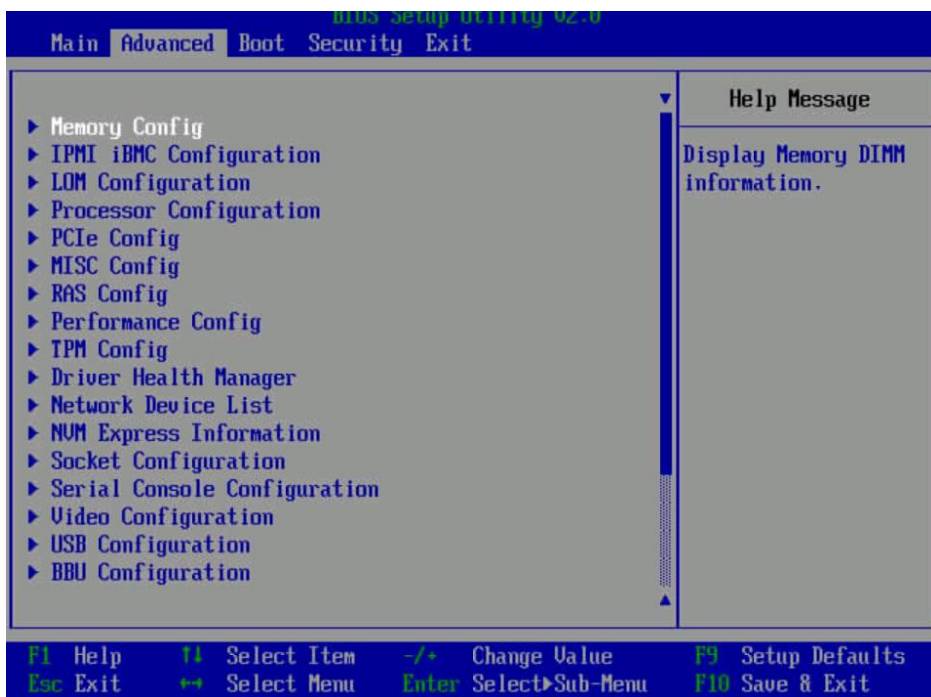 BIOS Setup Utility V2.0
Main Advanced Boot Security Exit
Help Message
Memory Config
IPMI iBMC Configuration
Display Memory DIMM
LOM Configuration
information.
Processor Configuration
PCIe Config
MISC Config
RAS Config
Performance Config
TPM Config
Driver Health Manager
Network Device List
NVM Express Information
Socket Configuration
Serial Console Configuration
Video Configuration
USB Configuration
BBU Configuration
F1 Help ↑↓ Select Item -/+ Change Value F9 Setup Defaults
Esc Exit ←→ Select Menu Enter Select▶Sub-Menu F10 Save & Exit